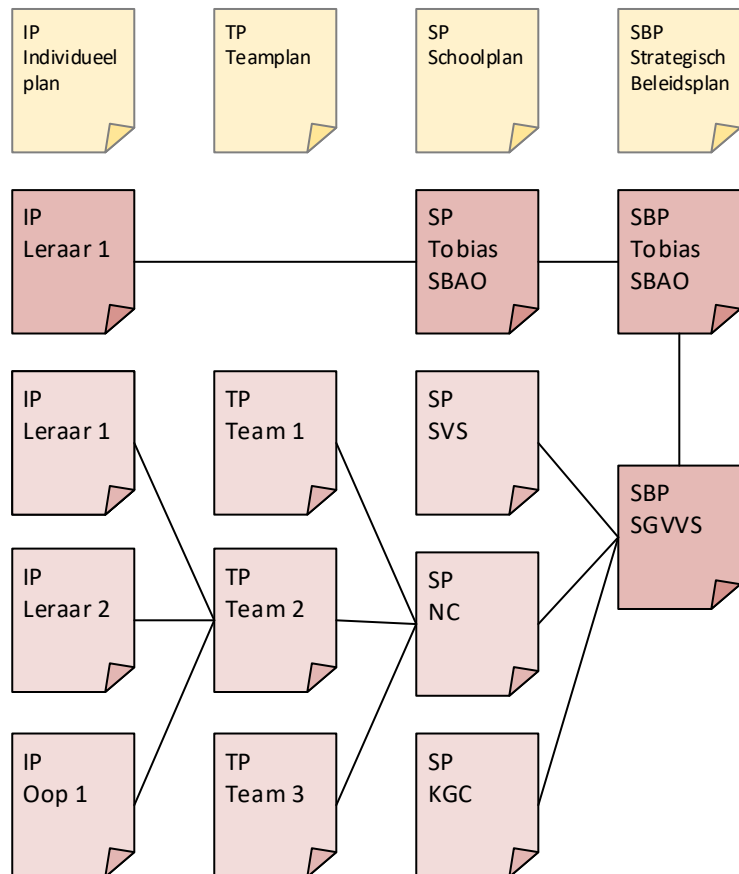 IP
Individueel
plan
TP
Teamplan
SP
Schoolplan
SBP
Strategisch
Beleidsplan
IP
Leraar 1
SP
Tobias
SBAO
SBP
Tobias
SBAO
IP
Leraar 1
TP
Team 1
SP
SVS
SBP
SGVVS
IP
Leraar 2
TP
Team 2
SP
NC
IP
Oop 1
TP
Team 3
SP
KGC